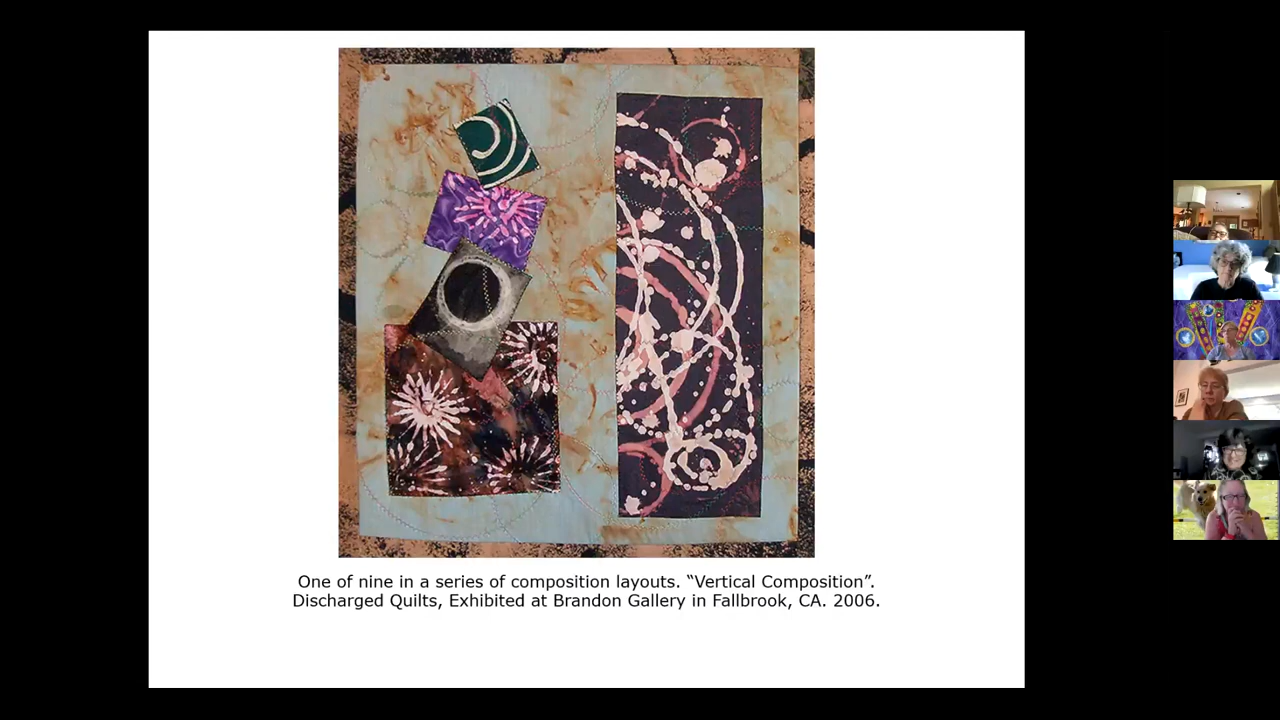 One of nine in a series of composition layouts. “Vertical Composition”.
Discharged Quilts, Exhibited at Brandon Gallery in Fallbrook, CA. 2006.